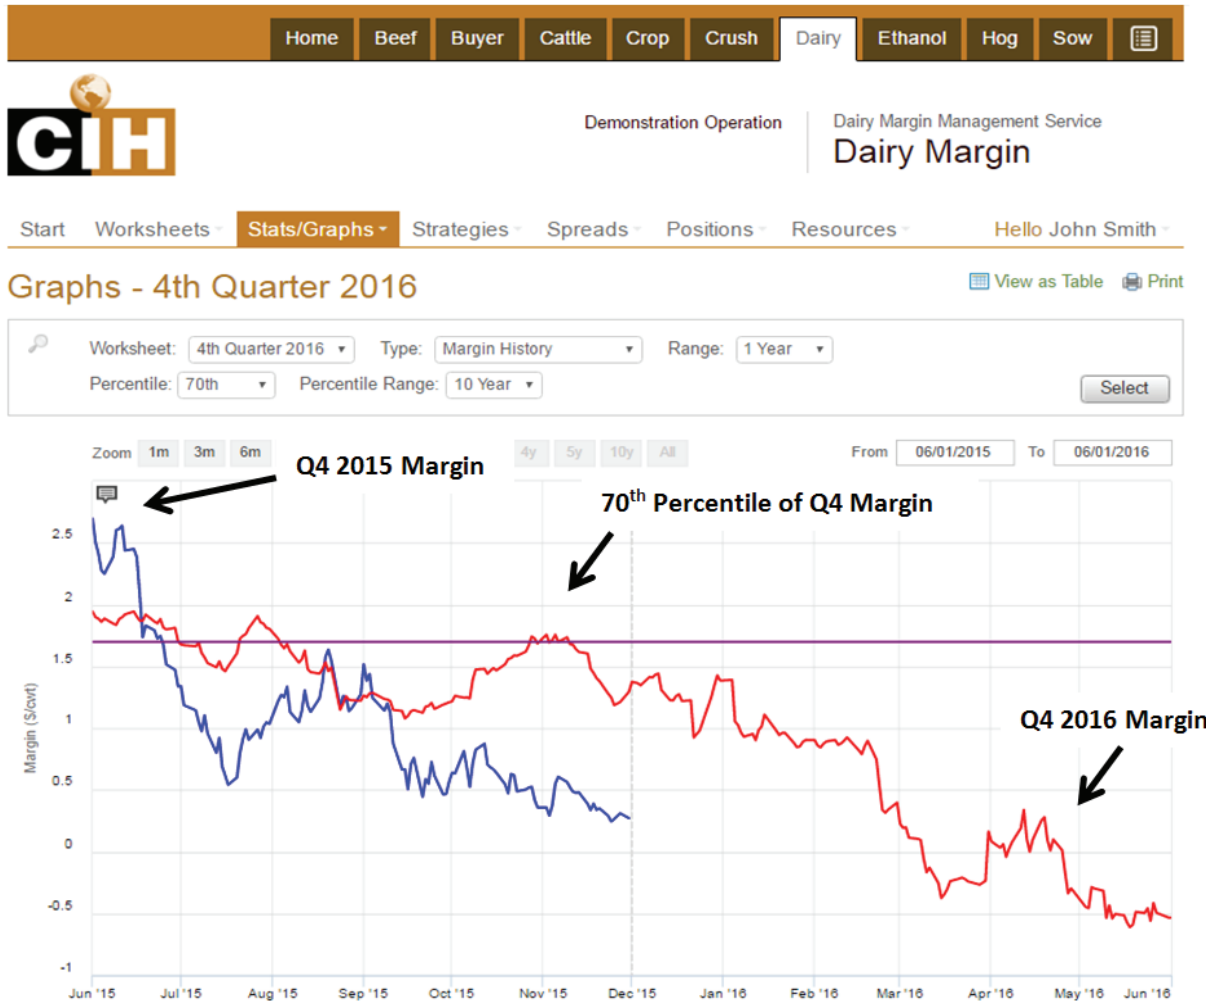 Home Beef Buyer Cattle Crop Crush Dairy Ethanol Hog Sow
CIH
Demonstration Operation
Dairy Margin Management Service
Dairy Margin
Start Worksheets Stats/Graphs Strategies Spreads Positions Resources Hello John Smith
Graphs - 4th Quarter 2016
View as Table Print
Worksheet: 4th Quarter 2016 Type: Margin History Range: 1 Year
Percentile: 70th Percentile Range: 10 Year
Select
Zoom 1m 3m 6m 4y 5y 10y All From 06/01/2015 To 06/01/2016
Q4 2015 Margin
70th Percentile of Q4 Margin
Q4 2016 Margin
Margin ($/cwt)
2.5
2
1.5
1
0.5
0
-0.5
-1
Jun '15 Jul '15 Aug '15 Sep '15 Oct '15 Nov '15 Dec '15 Jan '16 Feb '16 Mar '16 Apr '16 May '16 Jun '16